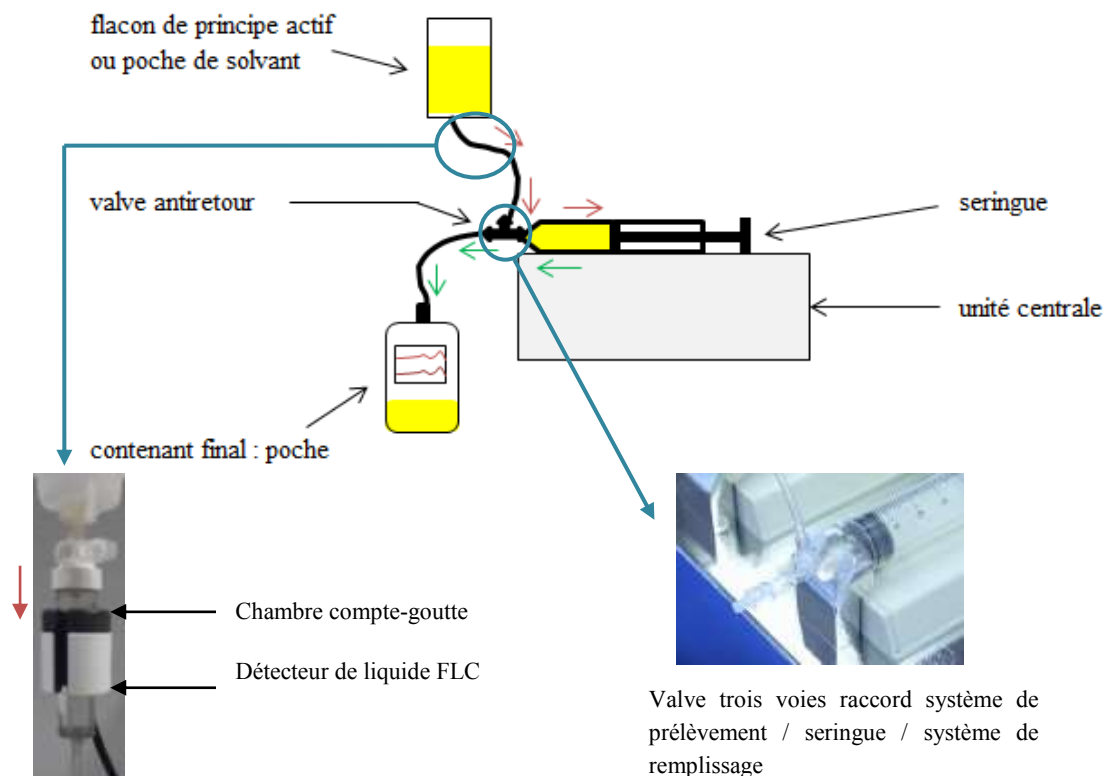 flacon de principe actif
ou poche de solvant
valve antiretour
seringue
unité centrale
contenant final : poche
Chambre compte-goutte
Détecteur de liquide FLC
Valve trois voies raccord système de
prélèvement / seringue / système de
remplissage